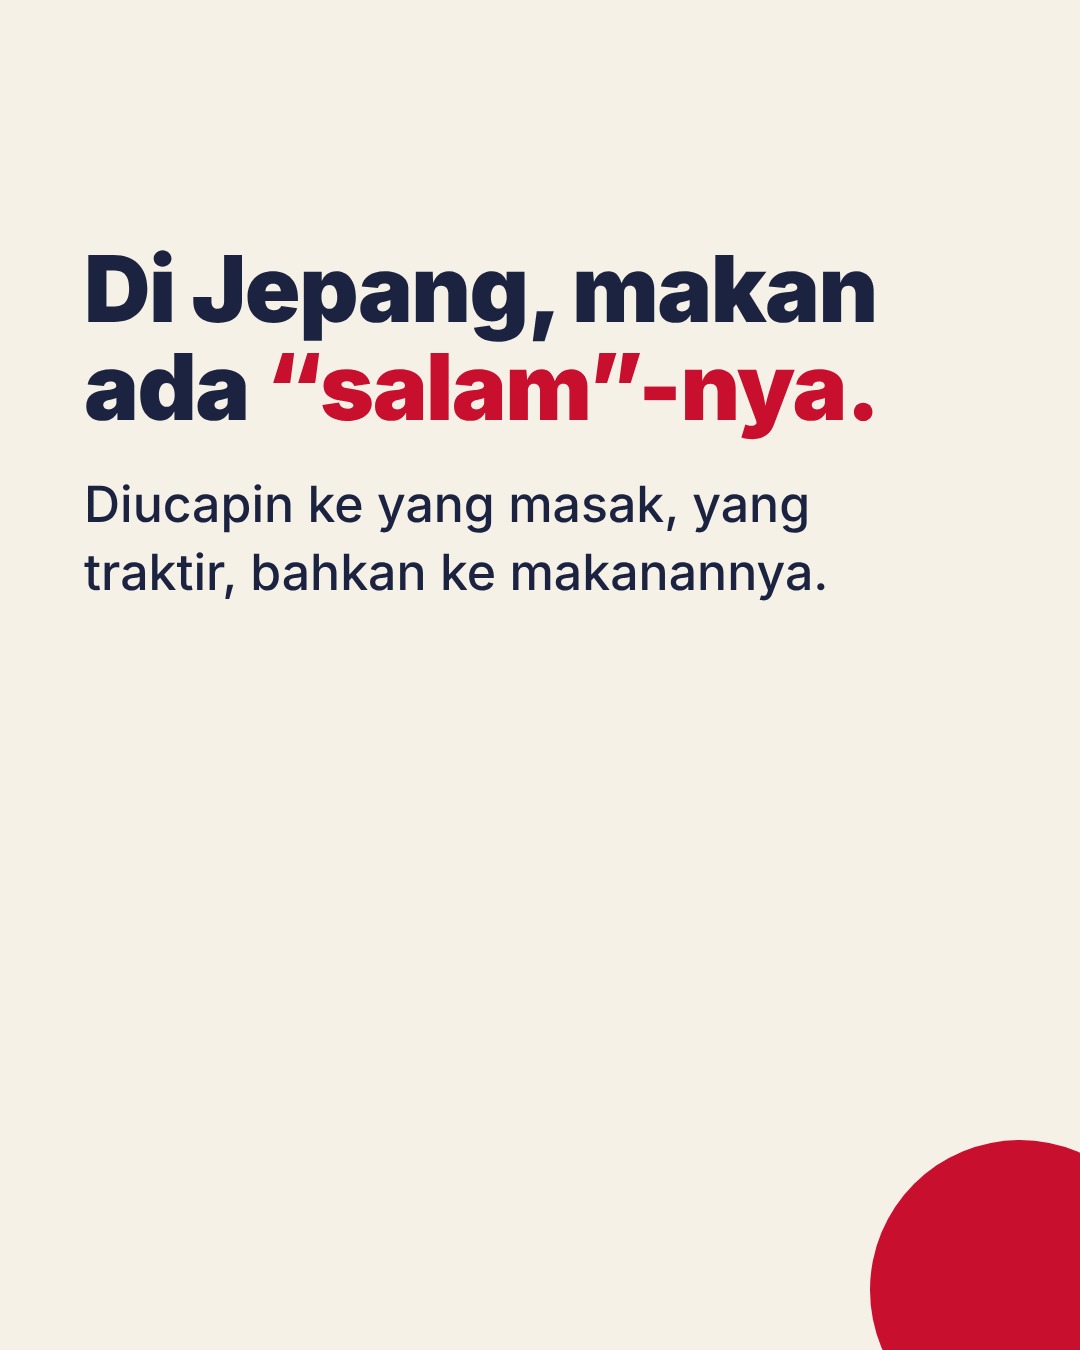 Di Jepang, makan
ada “salam”-nya.
Diucapin ke yang masak, yang
traktir, bahkan ke makanannya.